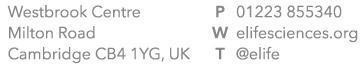 Westbrook Centre
Milton Road
Cambridge CB4 1YG, UK
P 01223 855340
W elifesciences.org
T @elife